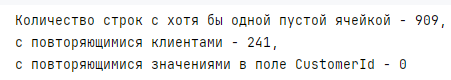 Количество строк с хотя бы одной пустой ячейкой - 909,
с повторяющимися клиентами - 241,
с повторяющимися значениями в поле CustomerId - 0